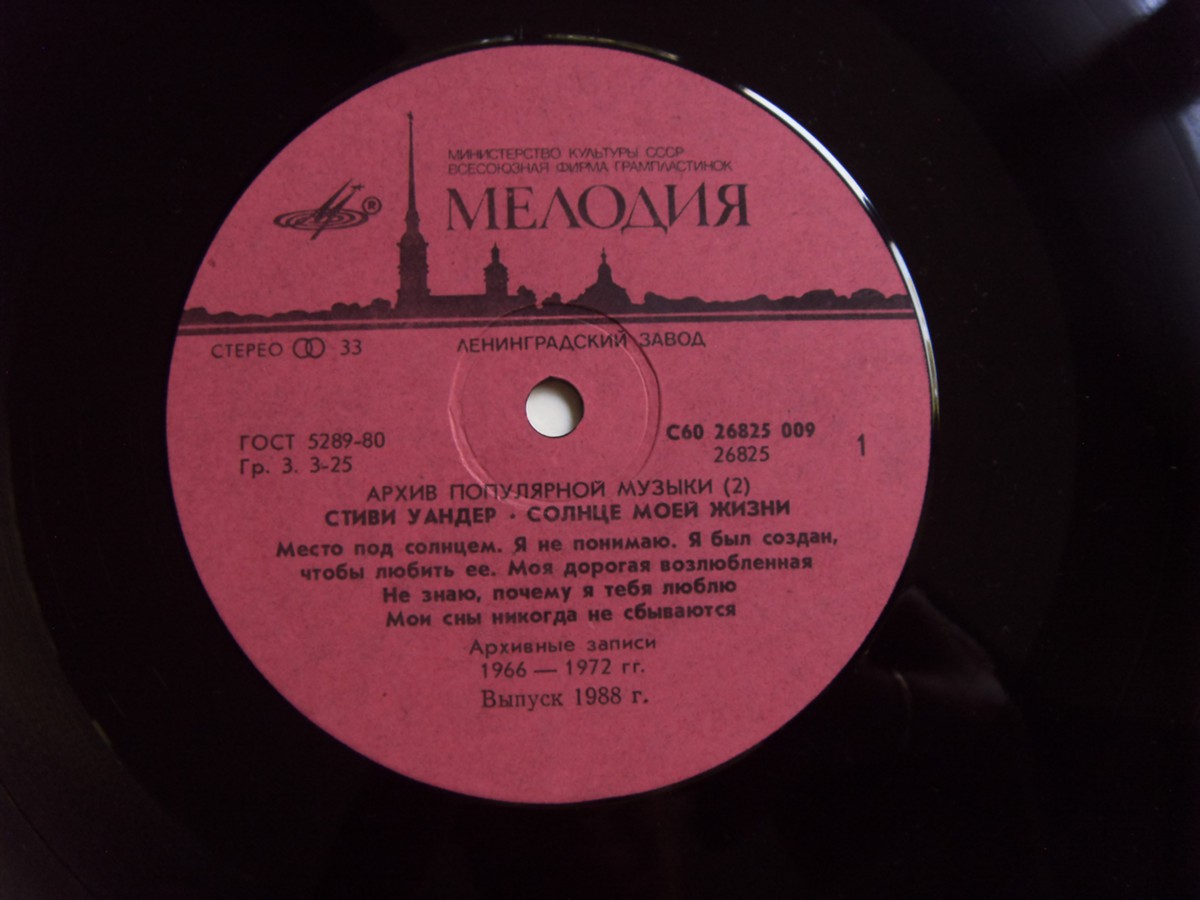 МИНИСТЕРСТВО КУЛЬТУРЫ СССР
ВСЕСОЮЗНАЯ ФИРМА ГРАМПЛАСТИНОК
МЕЛОДИЯ
®
СТЕРЕО 33
ЛЕНИНГРАДСКИЙ ЗАВОД
ГОСТ 5289-80
Гр. 3. 3-25
С60 26825 009
26825
1
АРХИВ ПОПУЛЯРНОЙ МУЗЫКИ (2)
СТИВИ УАНДЕР · СОЛНЦЕ МОЕЙ ЖИЗНИ
Место под солнцем. Я не понимаю. Я был создан,
чтобы любить ее. Моя дорогая возлюбленная
Не знаю, почему я тебя люблю
Мои сны никогда не сбываются
Архивные записи
1966 — 1972 гг.
Выпуск 1988 г.